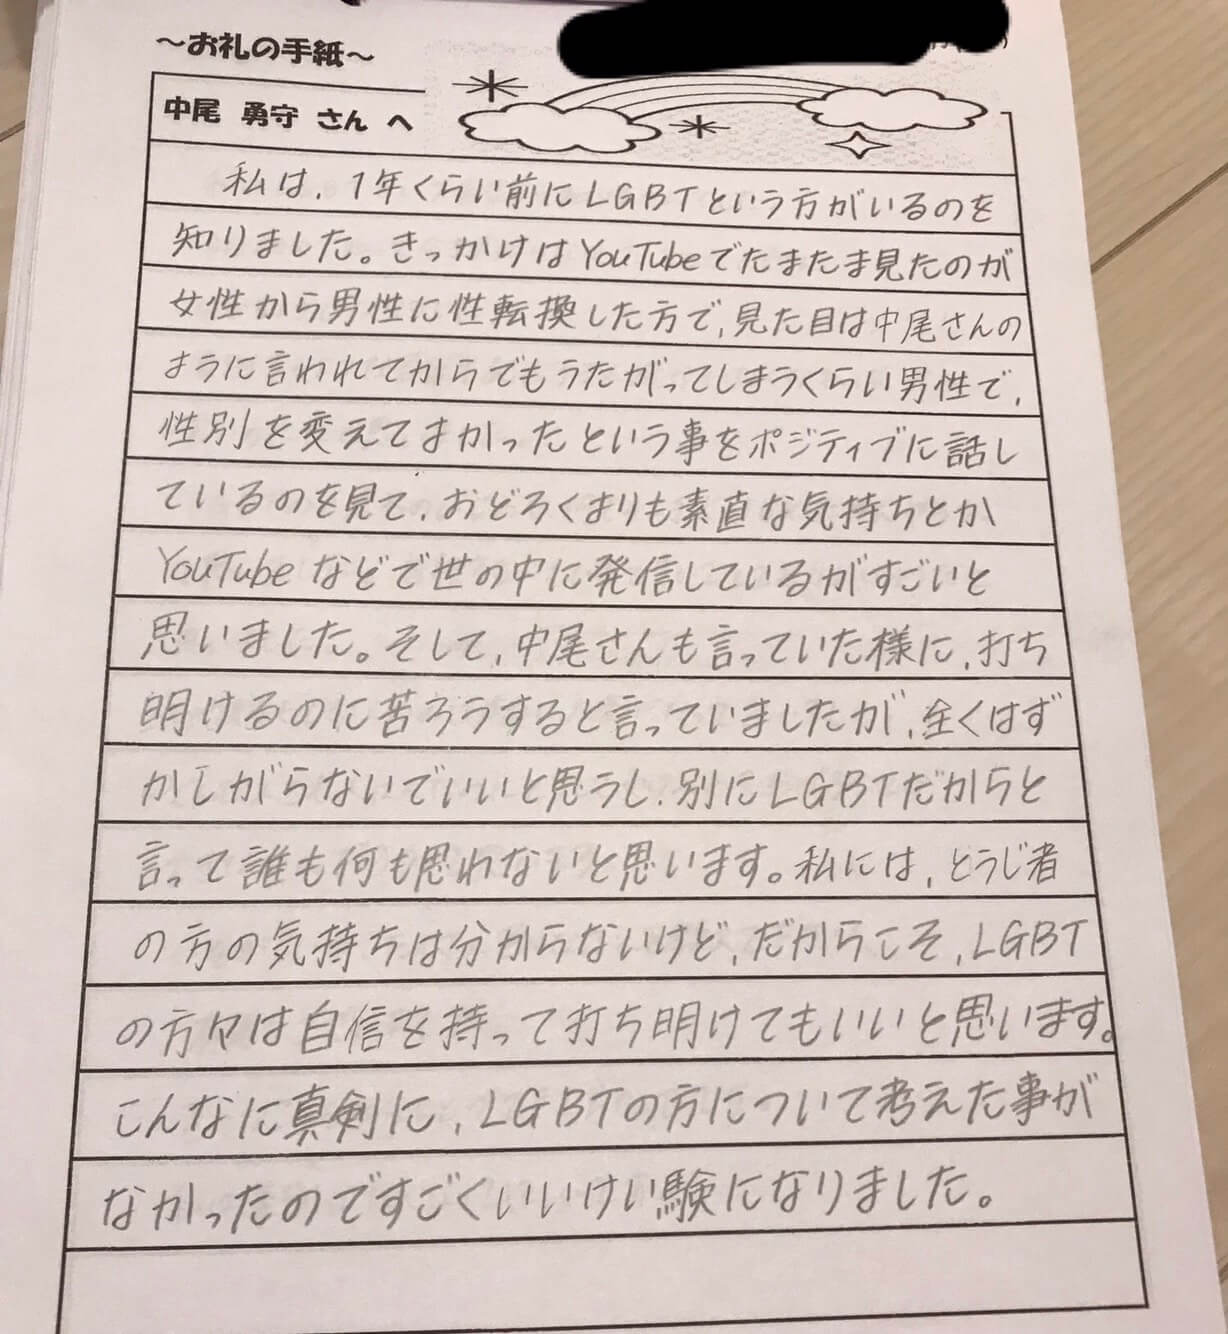 ～お礼の手紙～
中尾 勇守 さん へ
私は、1年くらい前にLGBTという方がいるのを
知りました。きっかけはYouTubeでたまたま見たのが
女性から男性に性転換した方で、見た目は中尾さんの
ように言われてからでもうたがってしまうくらい男性で、
性別を変えてよかったという事をポジティブに話し
ているのを見て、おどろくよりも素直な気持ちとか
YouTubeなどで世の中に発信しているがすごいと
思いました。そして、中尾さんも言っていた様に、打ち
明けるのに苦ろうすると言っていましたが、全くはず
かしがらないでいいと思うし、別にLGBTだからと
言って誰も何も思わないと思います。私には、とうじ者
の方の気持ちは分からないけど、だからこそ、LGBT
の方々は自信を持って打ち明けてもいいと思います。
こんなに真剣に、LGBTの方について考えた事が
なかったのですごくいいけい験になりました。